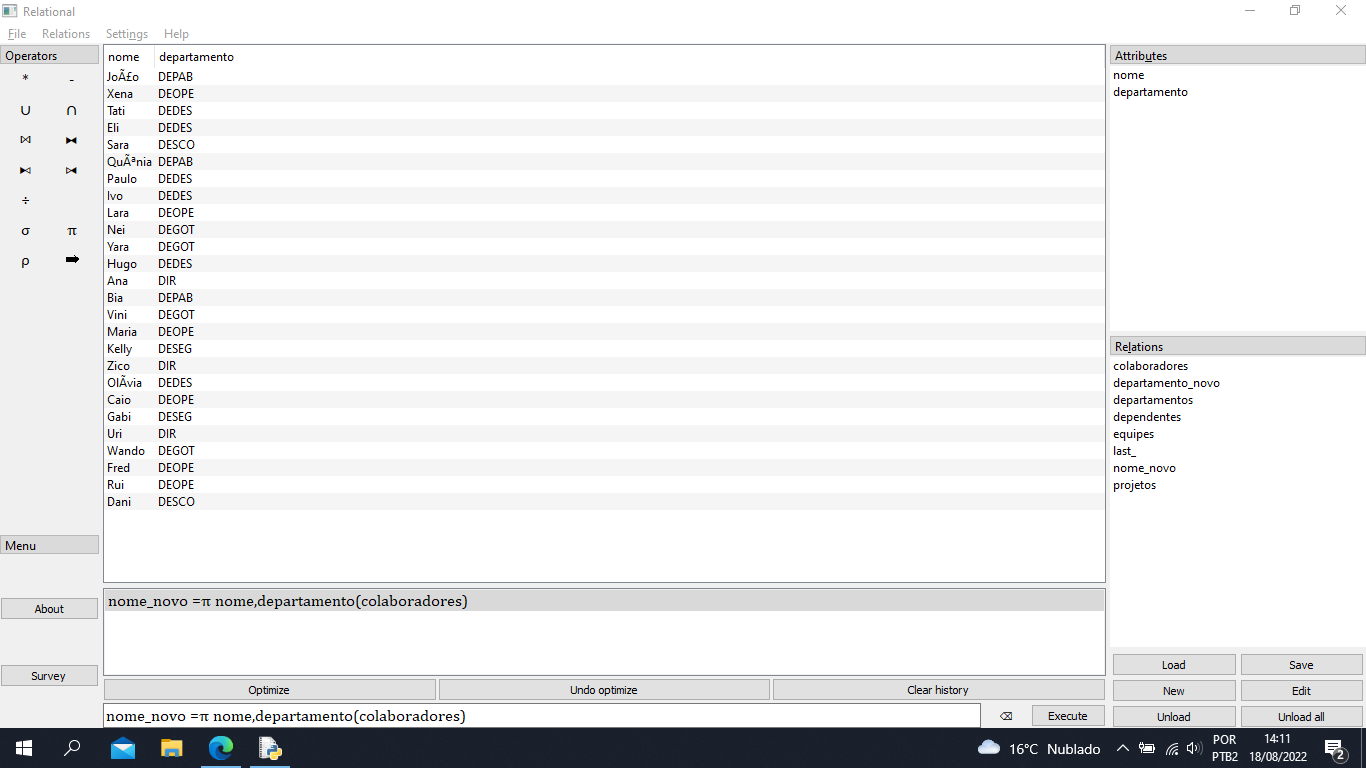 Relational
File Relations Settings Help
Operators
* -
∪ ∩
⋈ ⧓
⧑ ⧒
÷
σ π
ρ ➡
Menu
About
Survey
nome departamento
JoÃ£o DEPAB
Xena DEOPE
Tati DEDES
Eli DEDES
Sara DESCO
QuÃªnia DEPAB
Paulo DEDES
Ivo DEDES
Lara DEOPE
Nei DEGOT
Yara DEGOT
Hugo DEDES
Ana DIR
Bia DEPAB
Vini DEGOT
Maria DEOPE
Kelly DESEG
Zico DIR
OlÃ­via DEDES
Caio DEOPE
Gabi DESEG
Uri DIR
Wando DEGOT
Fred DEOPE
Rui DEOPE
Dani DESCO
nome_novo =π nome,departamento(colaboradores)
Optimize Undo optimize Clear history
nome_novo =π nome,departamento(colaboradores)
⌫ Execute
Attributes
nome
departamento
Relations
colaboradores
departamento_novo
departamentos
dependentes
equipes
last_
nome_novo
projetos
Load Save
New Edit
Unload Unload all
16°C Nublado
POR
PTB2
14:11
18/08/2022
2